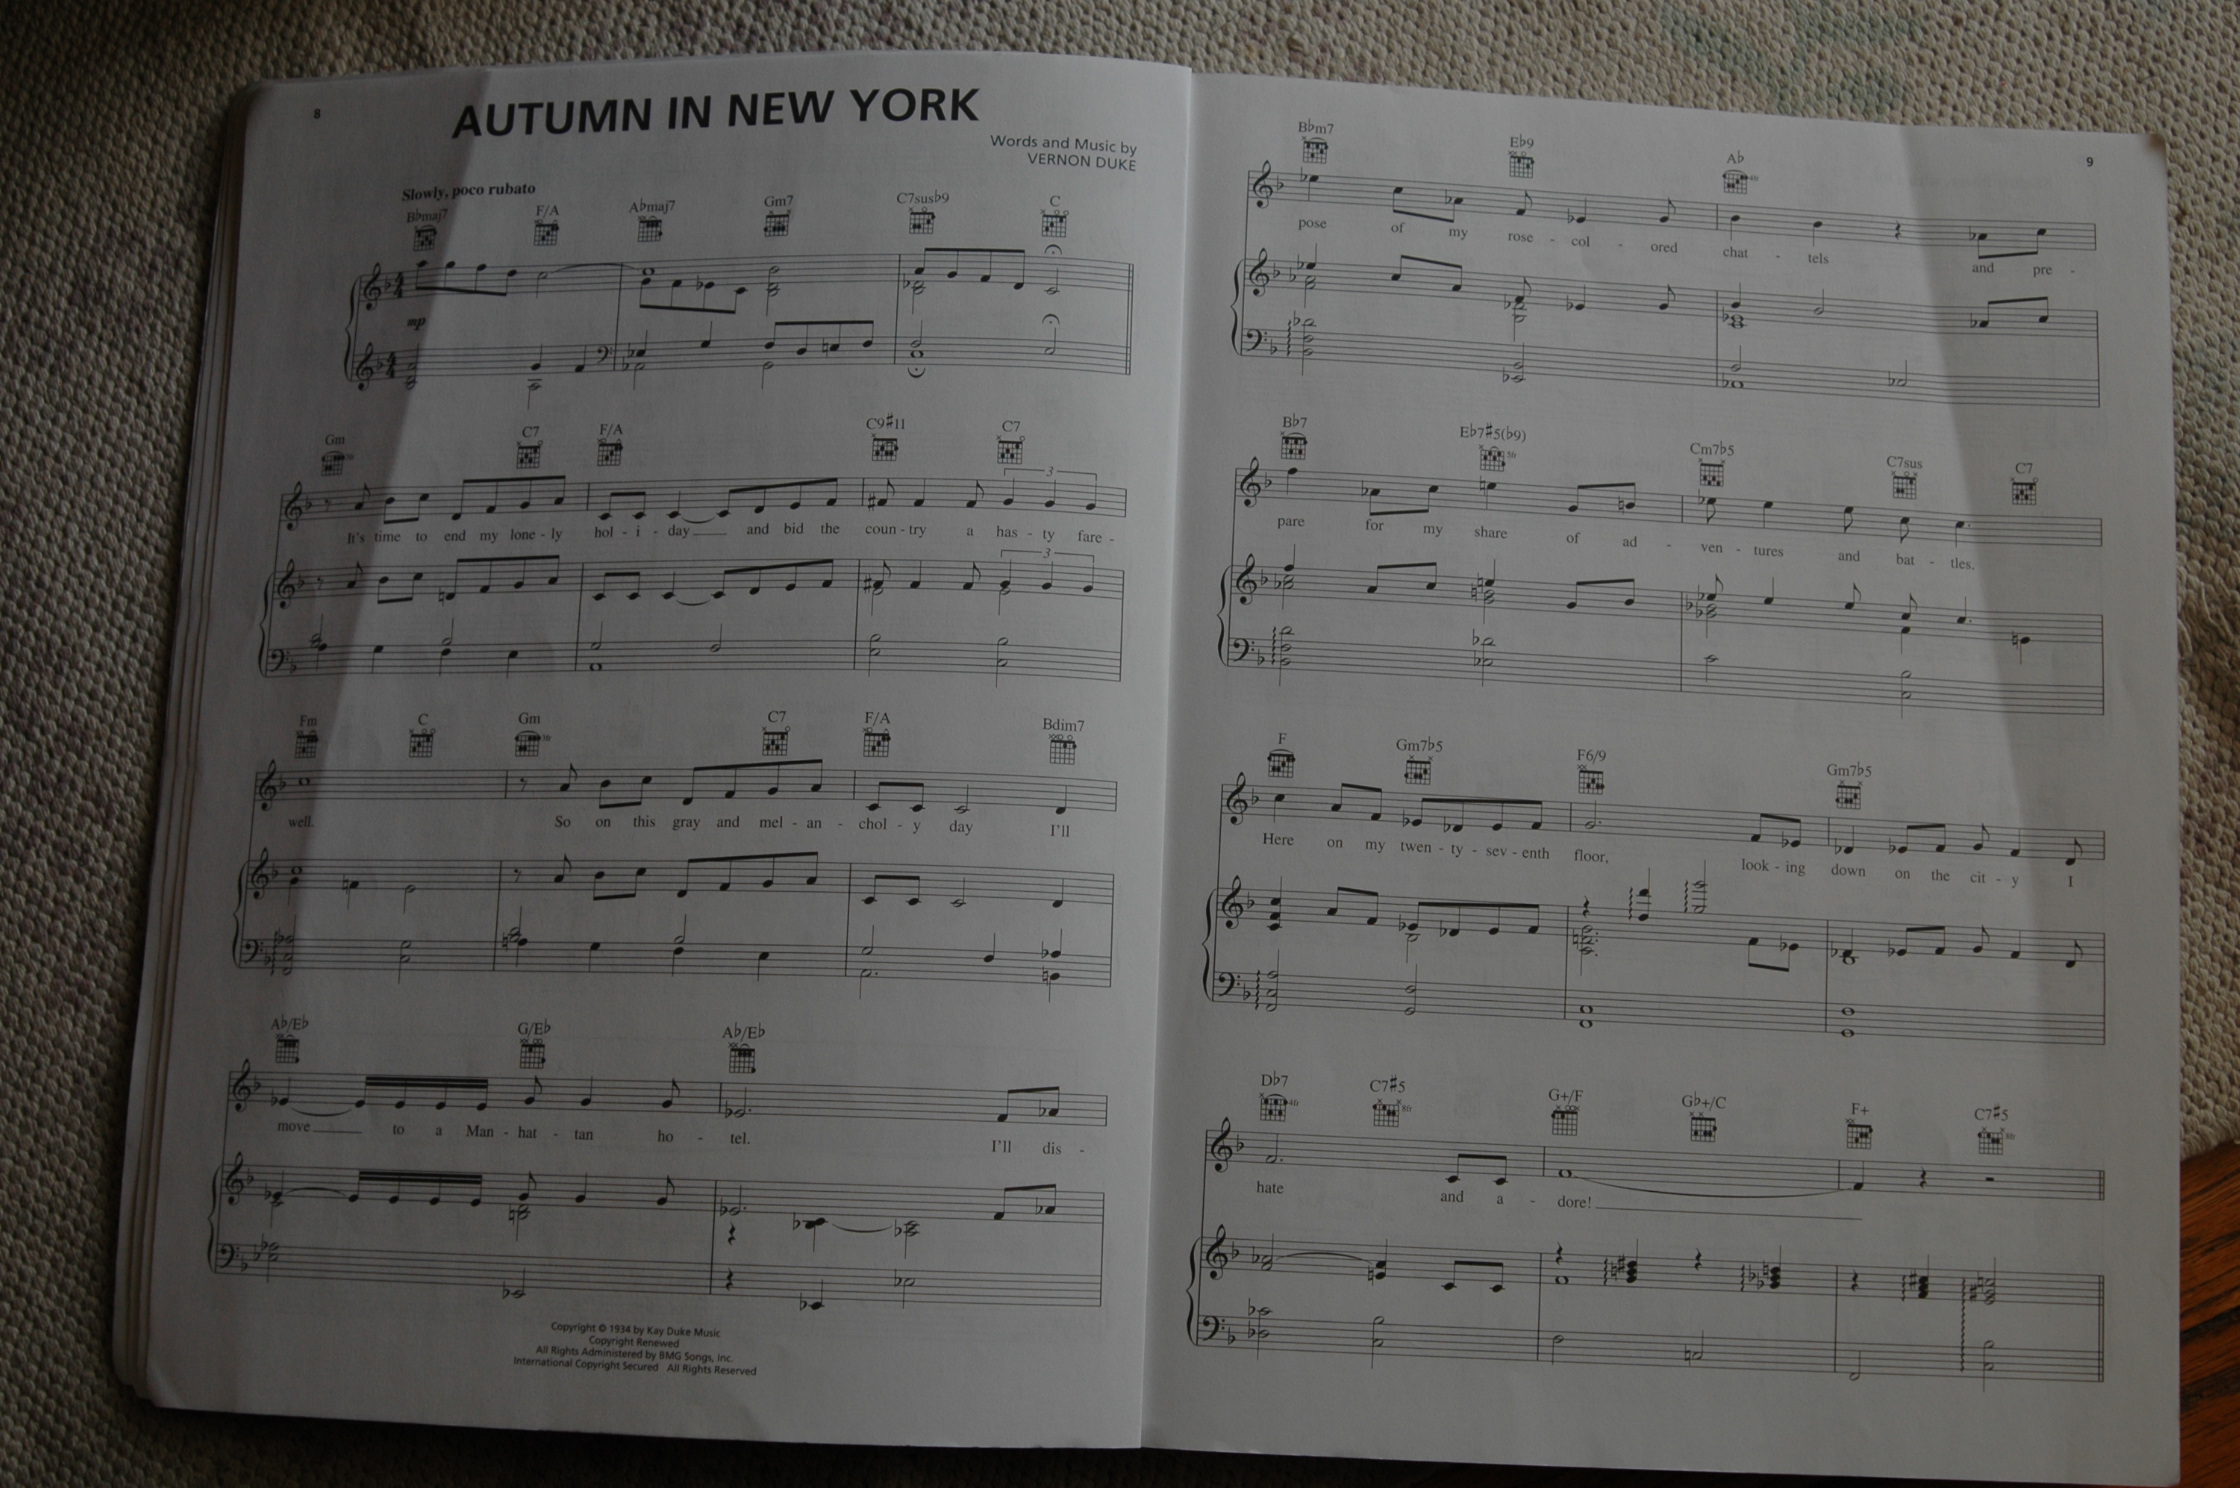 8
AUTUMN IN NEW YORK
Words and Music by
VERNON DUKE
Slowly, poco rubato
B♭maj7 F/A A♭maj7 Gm7 C7sus♭9 C
mp
Gm C7 F/A C9#11 C7
3
It's time to end my lone - ly hol - i - day and bid the coun - try a has - ty fare -
3
Fm C Gm C7 F/A Bdim7
well. So on this gray and mel - an - chol - y day I'll
A♭/E♭ G/E♭ A♭/E♭
move to a Man - hat - tan ho - tel. I'll dis -
Copyright © 1934 by Kay Duke Music
Copyright Renewed
All Rights Administered by BMG Songs, Inc.
International Copyright Secured All Rights Reserved
9
B♭m7 E♭9 A♭
4fr
pose of my rose - col - ored chat - tels and pre -
B♭7 E♭7#5(♭9) Cm7♭5 C7sus C7
5fr
pare for my share of ad - ven - tures and bat - tles.
F Gm7♭5 F6/9 Gm7♭5
Here on my twen - ty - sev - enth floor, look - ing down on the cit - y I
D♭7 C7#5 G+/F G♭+/C F+ C7#5
4fr 8fr 8fr
hate and a - dore!